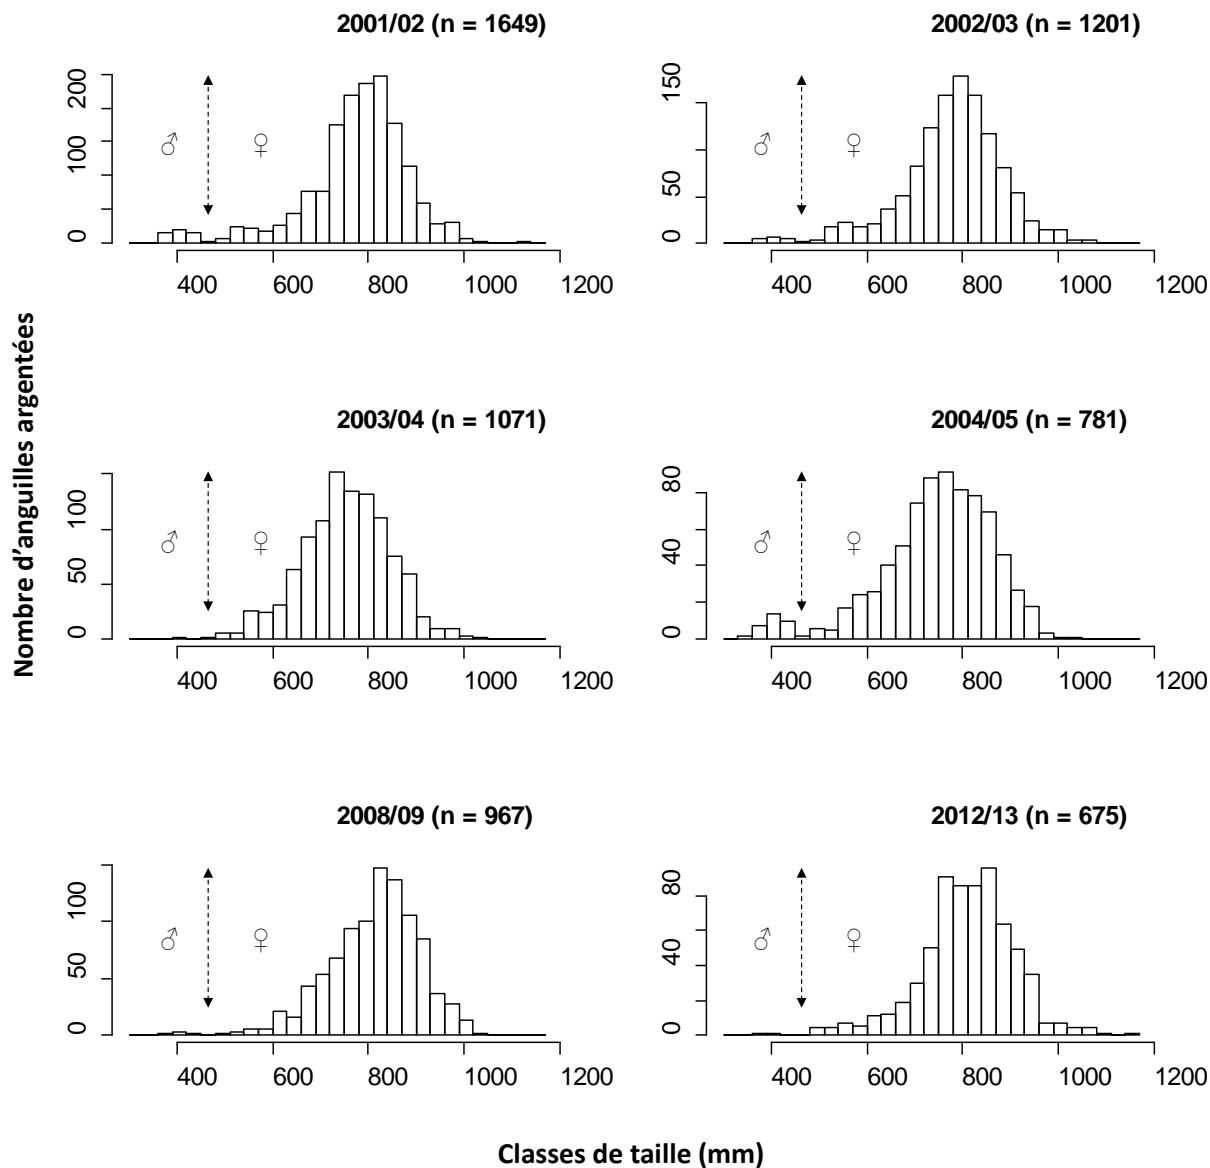 2001/02 (n = 1649)
200
100
50
0
♂
♀
400 600 800 1000 1200
2002/03 (n = 1201)
150
50
0
♂
♀
400 600 800 1000 1200
Nombre d'anguilles argentées
2003/04 (n = 1071)
100
50
0
♂
♀
400 600 800 1000 1200
2004/05 (n = 781)
80
40
0
♂
♀
400 600 800 1000 1200
2008/09 (n = 967)
100
50
0
♂
♀
400 600 800 1000 1200
2012/13 (n = 675)
80
40
0
♂
♀
400 600 800 1000 1200
Classes de taille (mm)